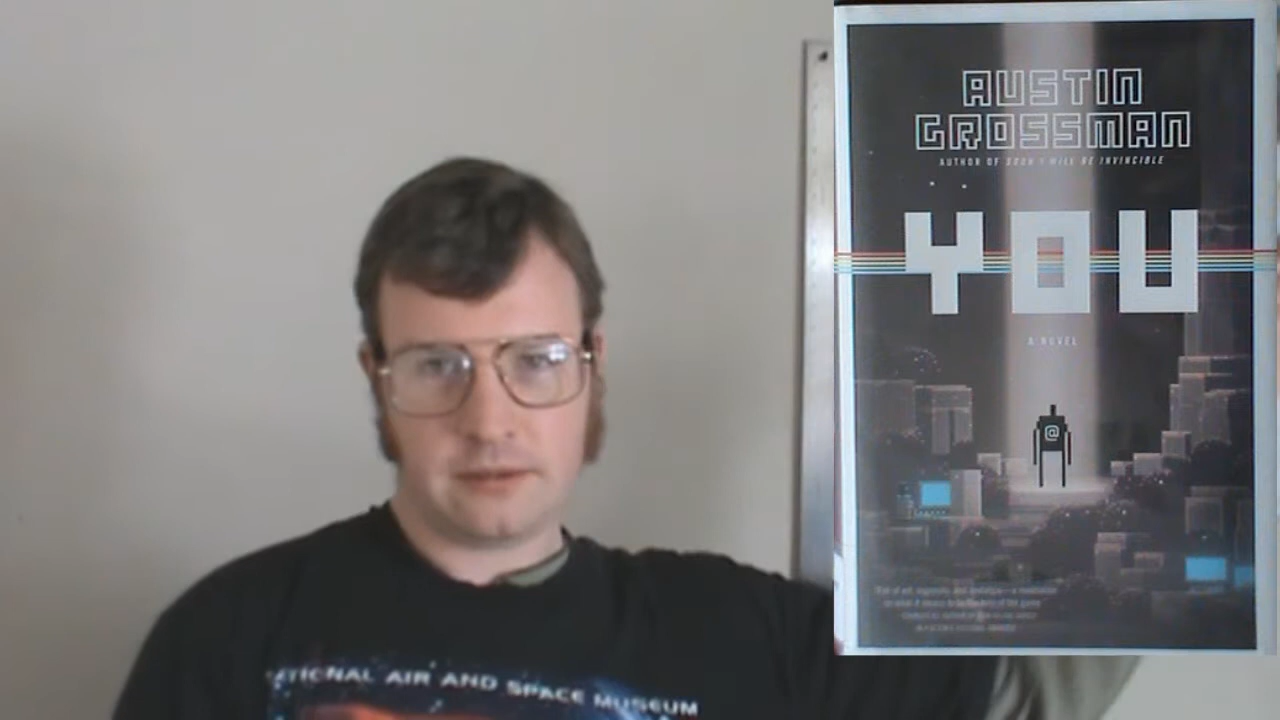 AUSTIN
GROSSMAN
AUTHOR OF SOON I WILL BE INVINCIBLE
YOU
A NOVEL
@
NATIONAL AIR AND SPACE MUSEUM